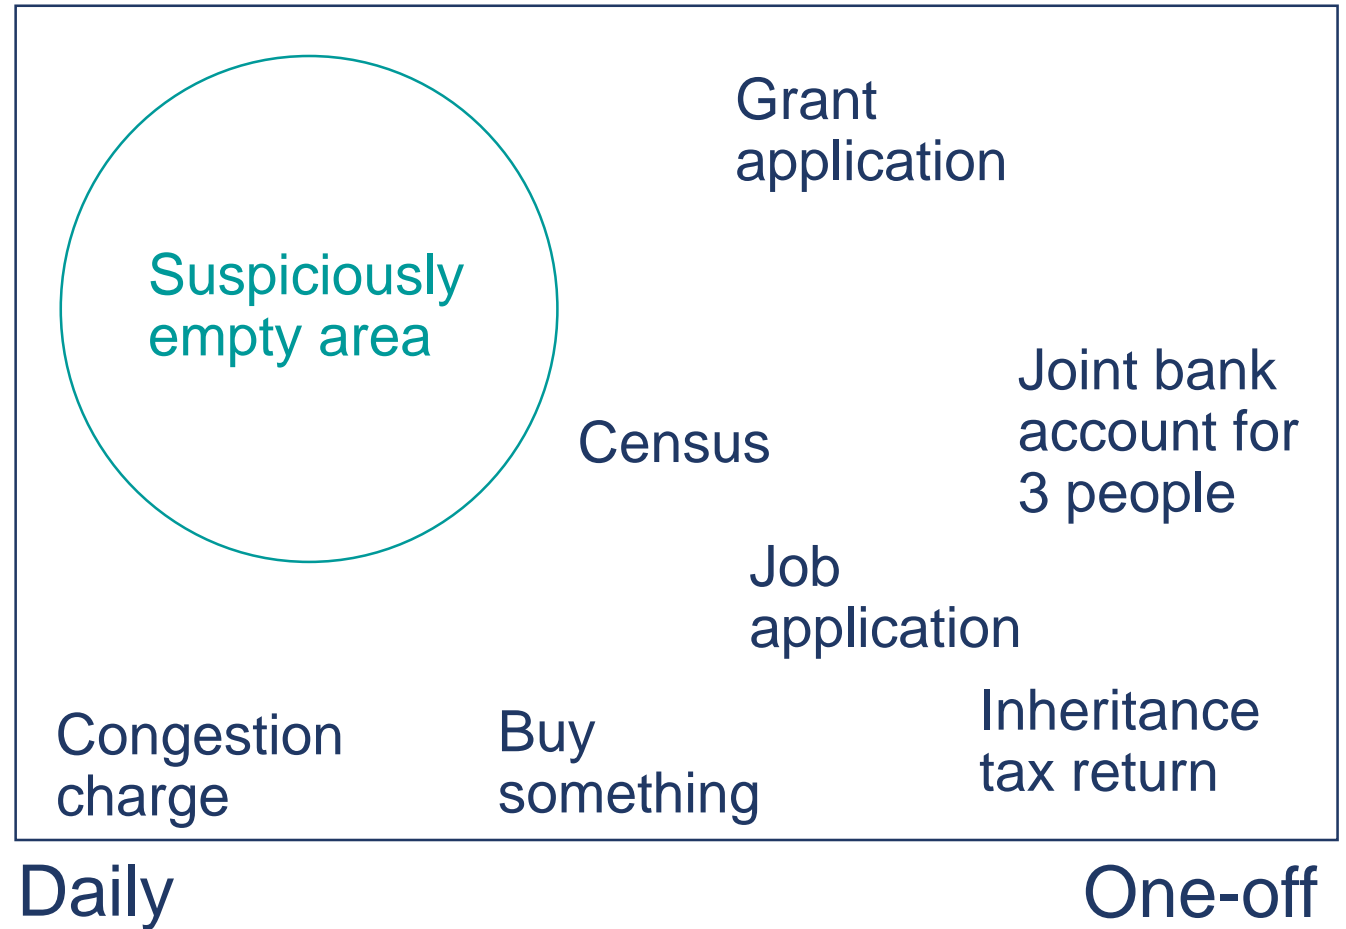 Grant
application
Suspiciously
empty area
Joint bank
account for
3 people
Census
Job
application
Inheritance
tax return
Congestion
charge
Buy
something
Daily
One-off